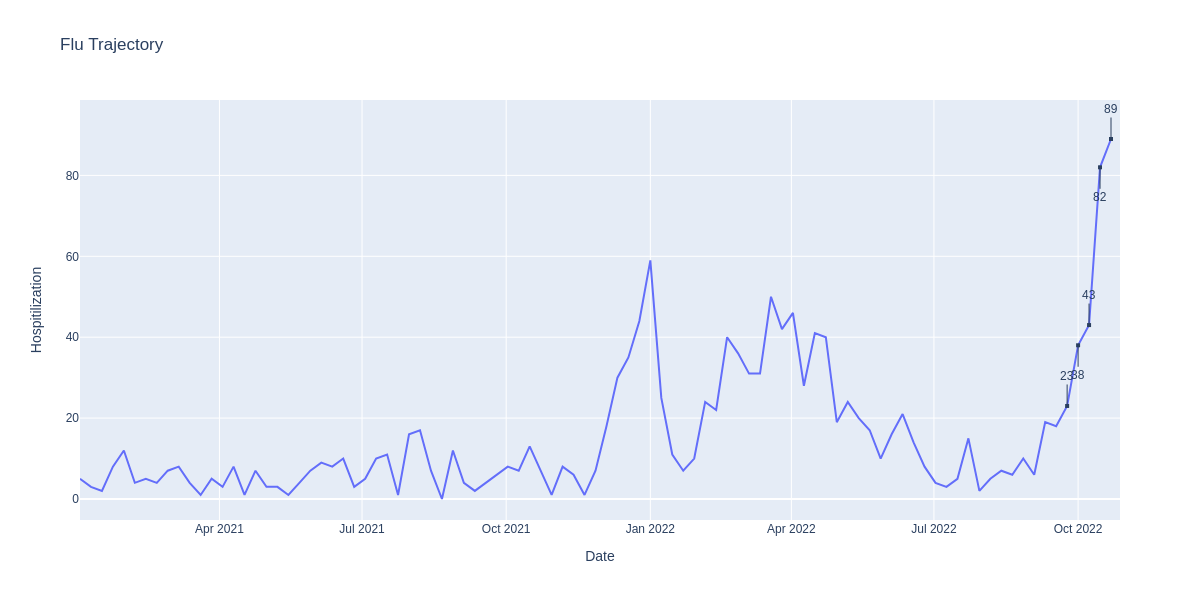 Flu Trajectory
89
80
82
60
43
40
23
38
20
0
Hospitilization
Apr 2021
Jul 2021
Oct 2021
Jan 2022
Apr 2022
Jul 2022
Oct 2022
Date